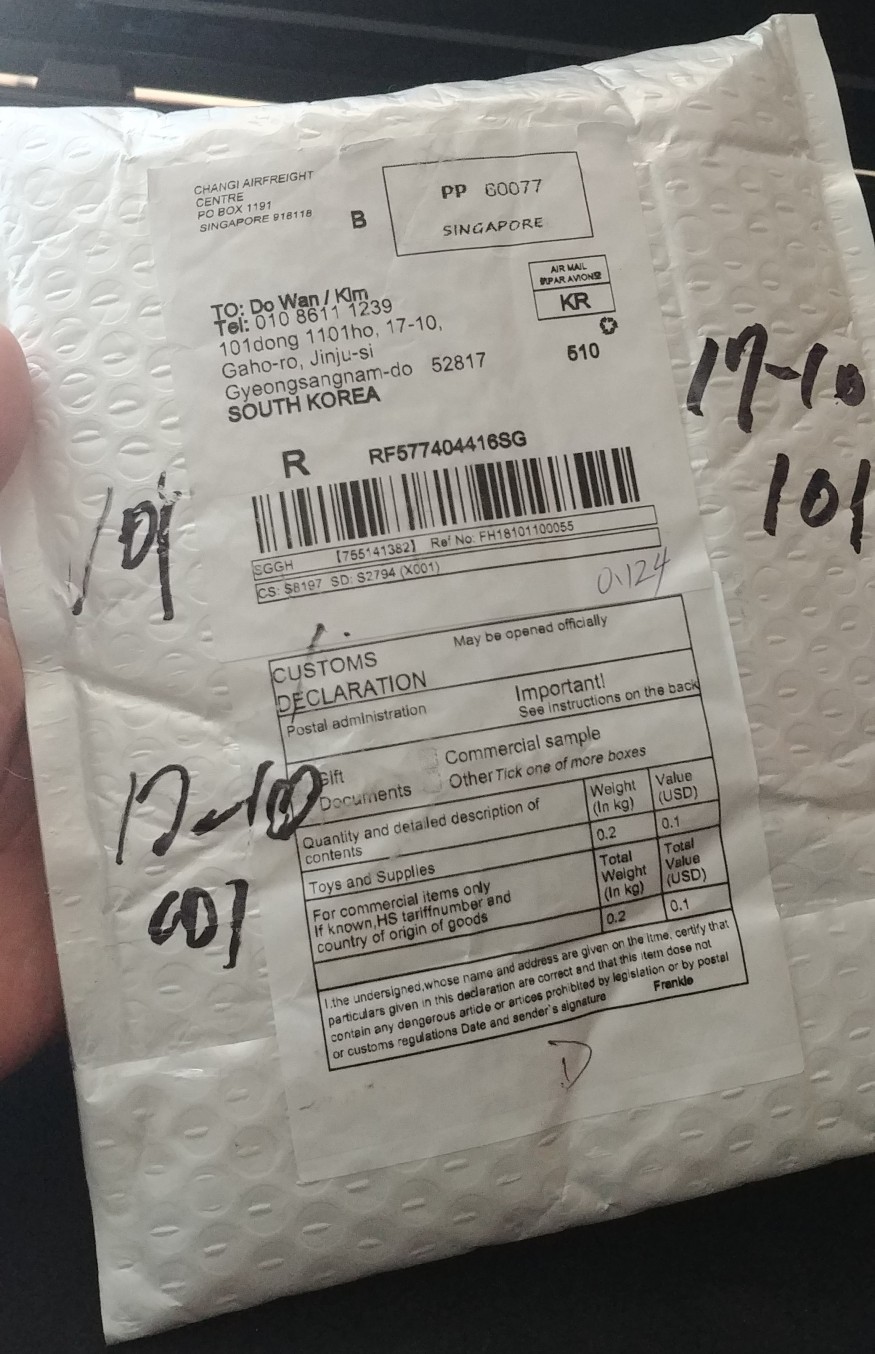 CHANGI AIRFREIGHT
CENTRE
PO BOX 1191
SINGAPORE 918118
B
PP 60077
SINGAPORE
AIR MAIL
PAR AVION
KR
510
TO: Do Wan / Kim
Tel: 010 8611 1239
101dong 1101ho, 17-10,
Gaho-ro, Jinju-si
Gyeongsangnam-do 52817
SOUTH KOREA
17-10
101
R RF577404416SG
SGGH [755141382] Ref No: FH18101100055
CS: S8197 SD: S2794 (X001)
0.124
CUSTOMS
DECLARATION
May be opened officially
Postal administration
Important!
See instructions on the back
Gift
Commercial sample
Documents
Other Tick one of more boxes
Quantity and detailed description of
contents
Weight
(In kg)
Value
(USD)
Toys and Supplies
0.2
0.1
For commercial items only
If known,HS tariffnumber and
country of origin of goods
Total
Weight
(In kg)
Total
Value
(USD)
0.2
0.1
I,the undersigned,whose name and address are given on the itme, certify that
particulars given in this declaration are correct and that this item dose not
contain any dangerous article or artices prohibited by legislation or by postal
or customs regulations Date and sender's signature
Frankie
D